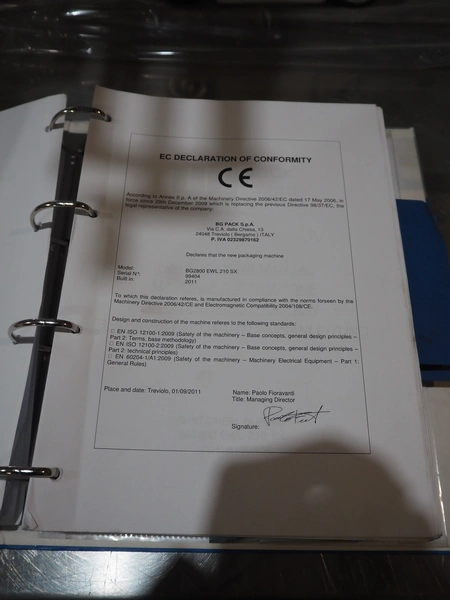 EC DECLARATION OF CONFORMITY
CE
According to Annex II p. A of the Machinery Directive 2006/42/EC dated 17 May 2006, in
force since 29th December 2009 which is replacing the previous Directive 98/37/EC, the
legal representative of the company:
BG PACK S.p.A.
Via C.A. dalla Chiesa, 13
24048 Treviolo ( Bergamo ) ITALY
P. IVA 02329870162
Declares that the new packaging machine
Model: BG2800 EWL 210 SX
Serial N°: 99404
Built in: 2011
To which this declaration referes, is manufactured in compliance with the norms forseen by the
Machinery Directive 2006/42/CE and Electromagnetic Compatibility 2004/108/CE.
Design and construction of the machine referes to the following standards:
□ EN ISO 12100-1:2009 (Safety of the machinery – Base concepts, general design principles –
Part 2: Terms, base methodology)
□ EN ISO 12100-2:2009 (Safety of the machinery – Base concepts, general design principles –
Part 2: technical principles)
□ EN 60204-1/A1:2009 (Safety of the machinery – Machinery Electrical Equipment – Part 1:
General Rules)
Place and date: Treviolo, 01/09/2011
Name: Paolo Fioravanti
Title: Managing Director
Signature: